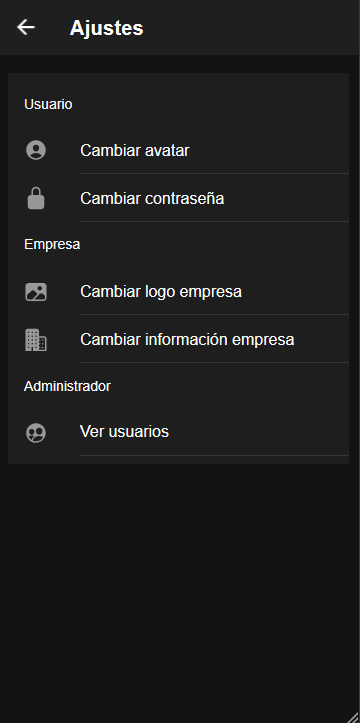 Ajustes
Usuario
Cambiar avatar
Cambiar contraseña
Empresa
Cambiar logo empresa
Cambiar información empresa
Administrador
Ver usuarios